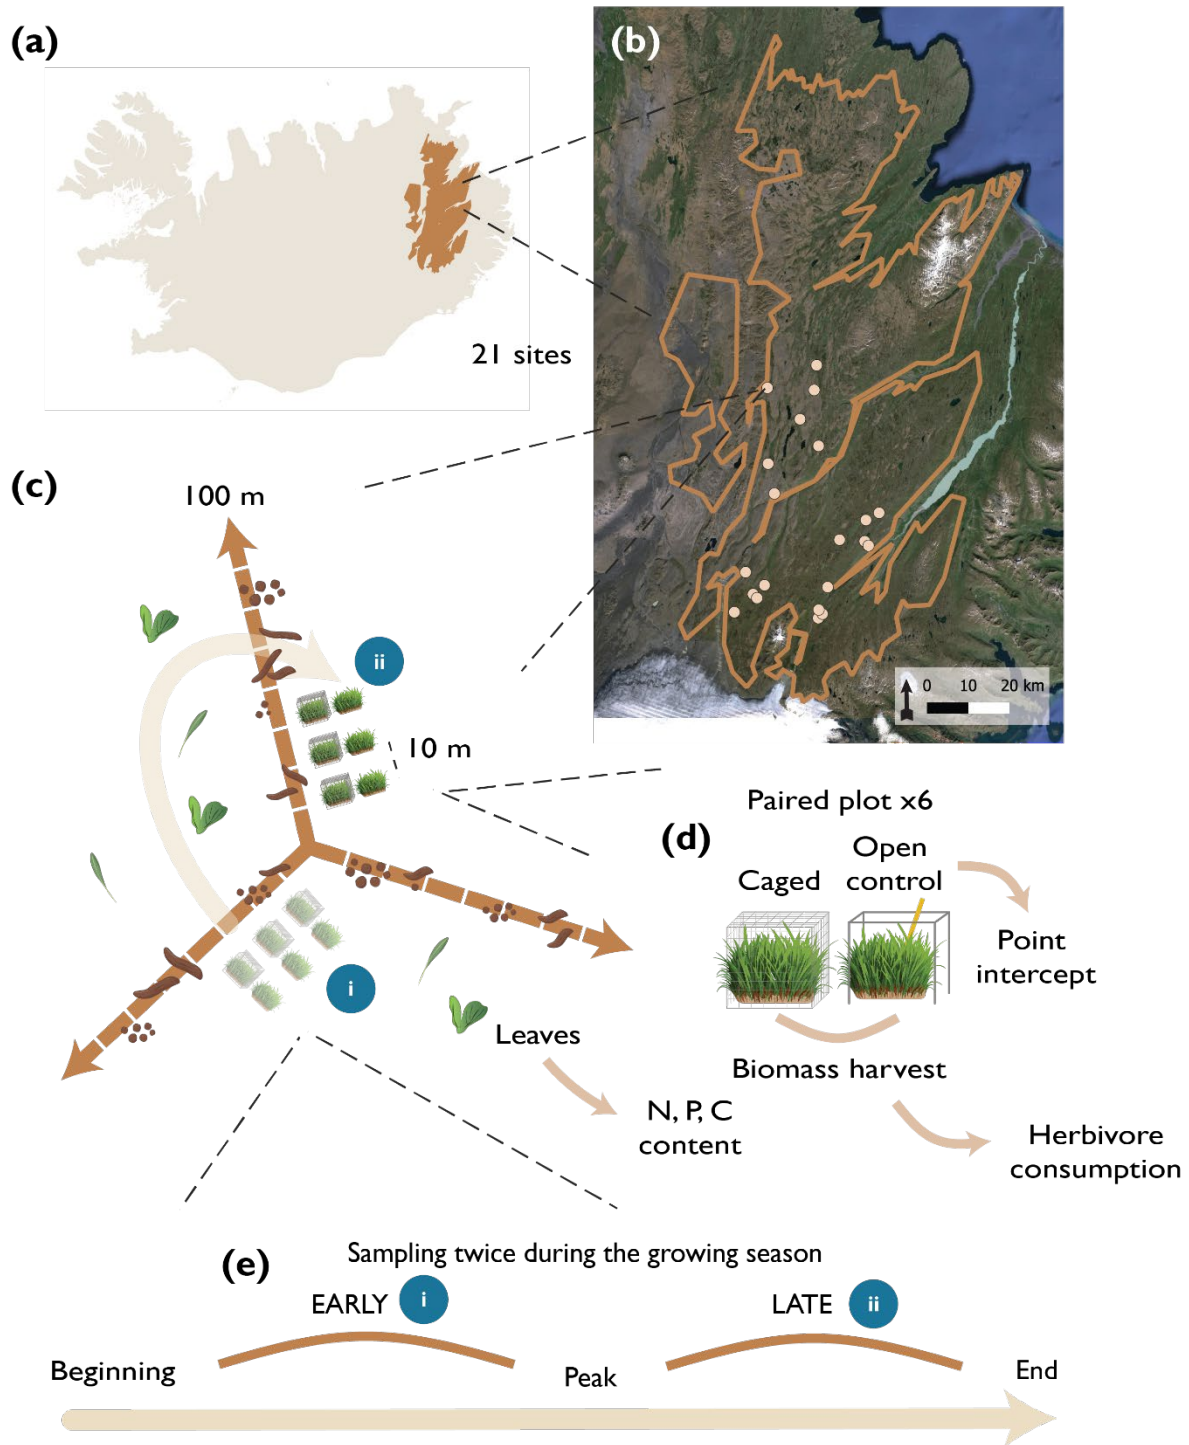 (a)
21 sites
(b)
0 10 20 km
(c)
100 m
ii
10 m
i
Leaves
N, P, C
content
Paired plot x6
(d)
Caged
Open
control
Point
intercept
Biomass harvest
Herbivore
consumption
(e)
Sampling twice during the growing season
EARLY i
LATE ii
Beginning
Peak
End